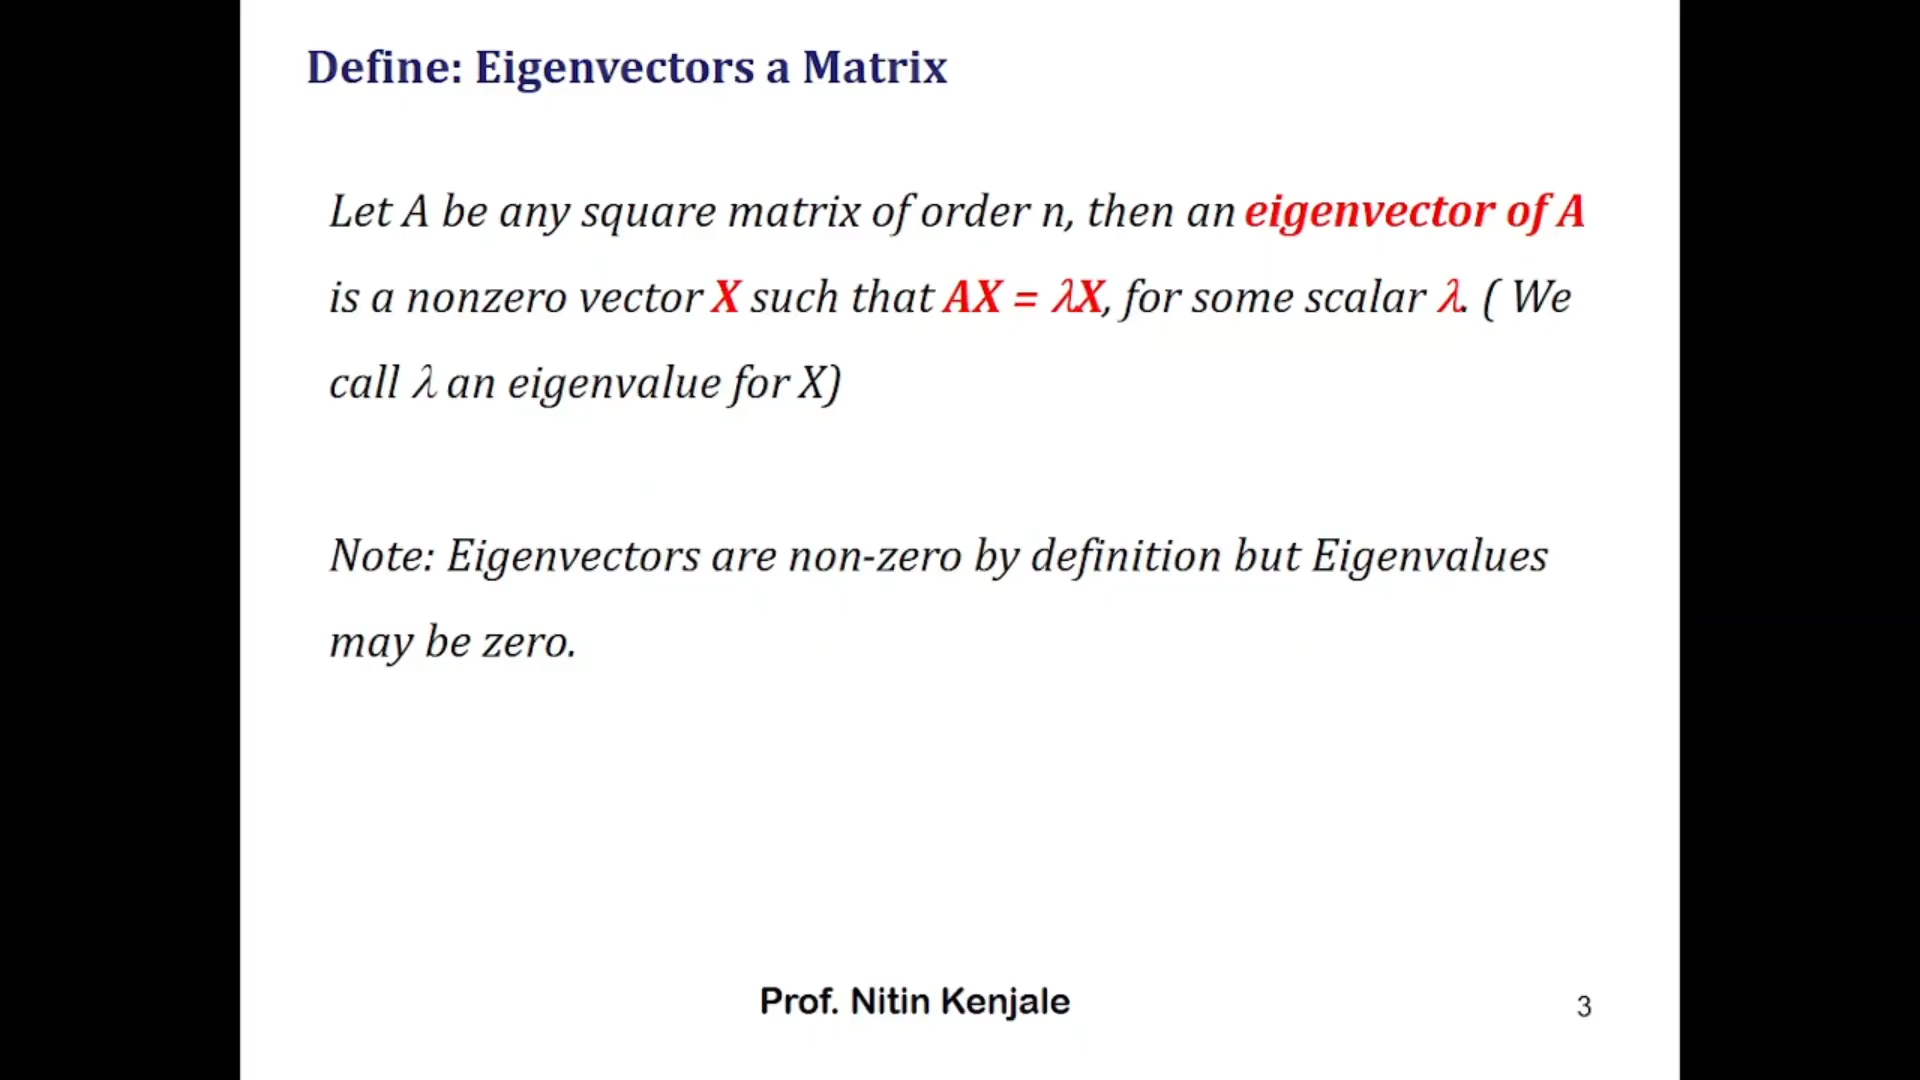 Define: Eigenvectors a Matrix
Let A be any square matrix of order n, then an eigenvector of A
is a nonzero vector X such that AX = λX, for some scalar λ. ( We
call λ an eigenvalue for X)
Note: Eigenvectors are non-zero by definition but Eigenvalues
may be zero.
Prof. Nitin Kenjale
3